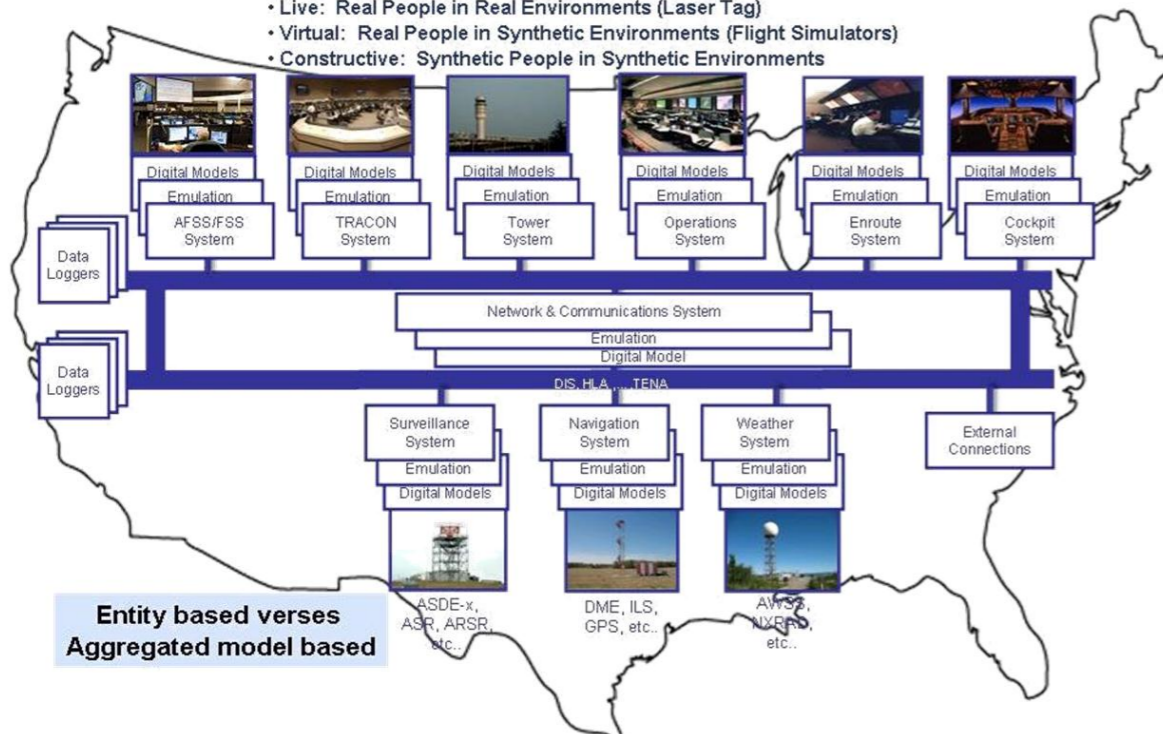 • Live: Real People in Real Environments (Laser Tag)
• Virtual: Real People in Synthetic Environments (Flight Simulators)
• Constructive: Synthetic People in Synthetic Environments
Digital Models
Emulation
AFSS/FSS
System
Digital Models
Emulation
TRACON
System
Digital Models
Emulation
Tower
System
Digital Models
Emulation
Operations
System
Digital Models
Emulation
Enroute
System
Digital Models
Emulation
Cockpit
System
Data
Loggers
Network & Communications System
Emulation
Digital Model
Data
Loggers
DIS, HLA ,... ,TENA
Surveillance
System
Emulation
Digital Models
ASDE-x,
ASR, ARSR,
etc..
Navigation
System
Emulation
Digital Models
DME, ILS,
GPS, etc..
Weather
System
Emulation
Digital Models
AWSS,
NXRAD,
etc..
External
Connections
Entity based verses
Aggregated model based